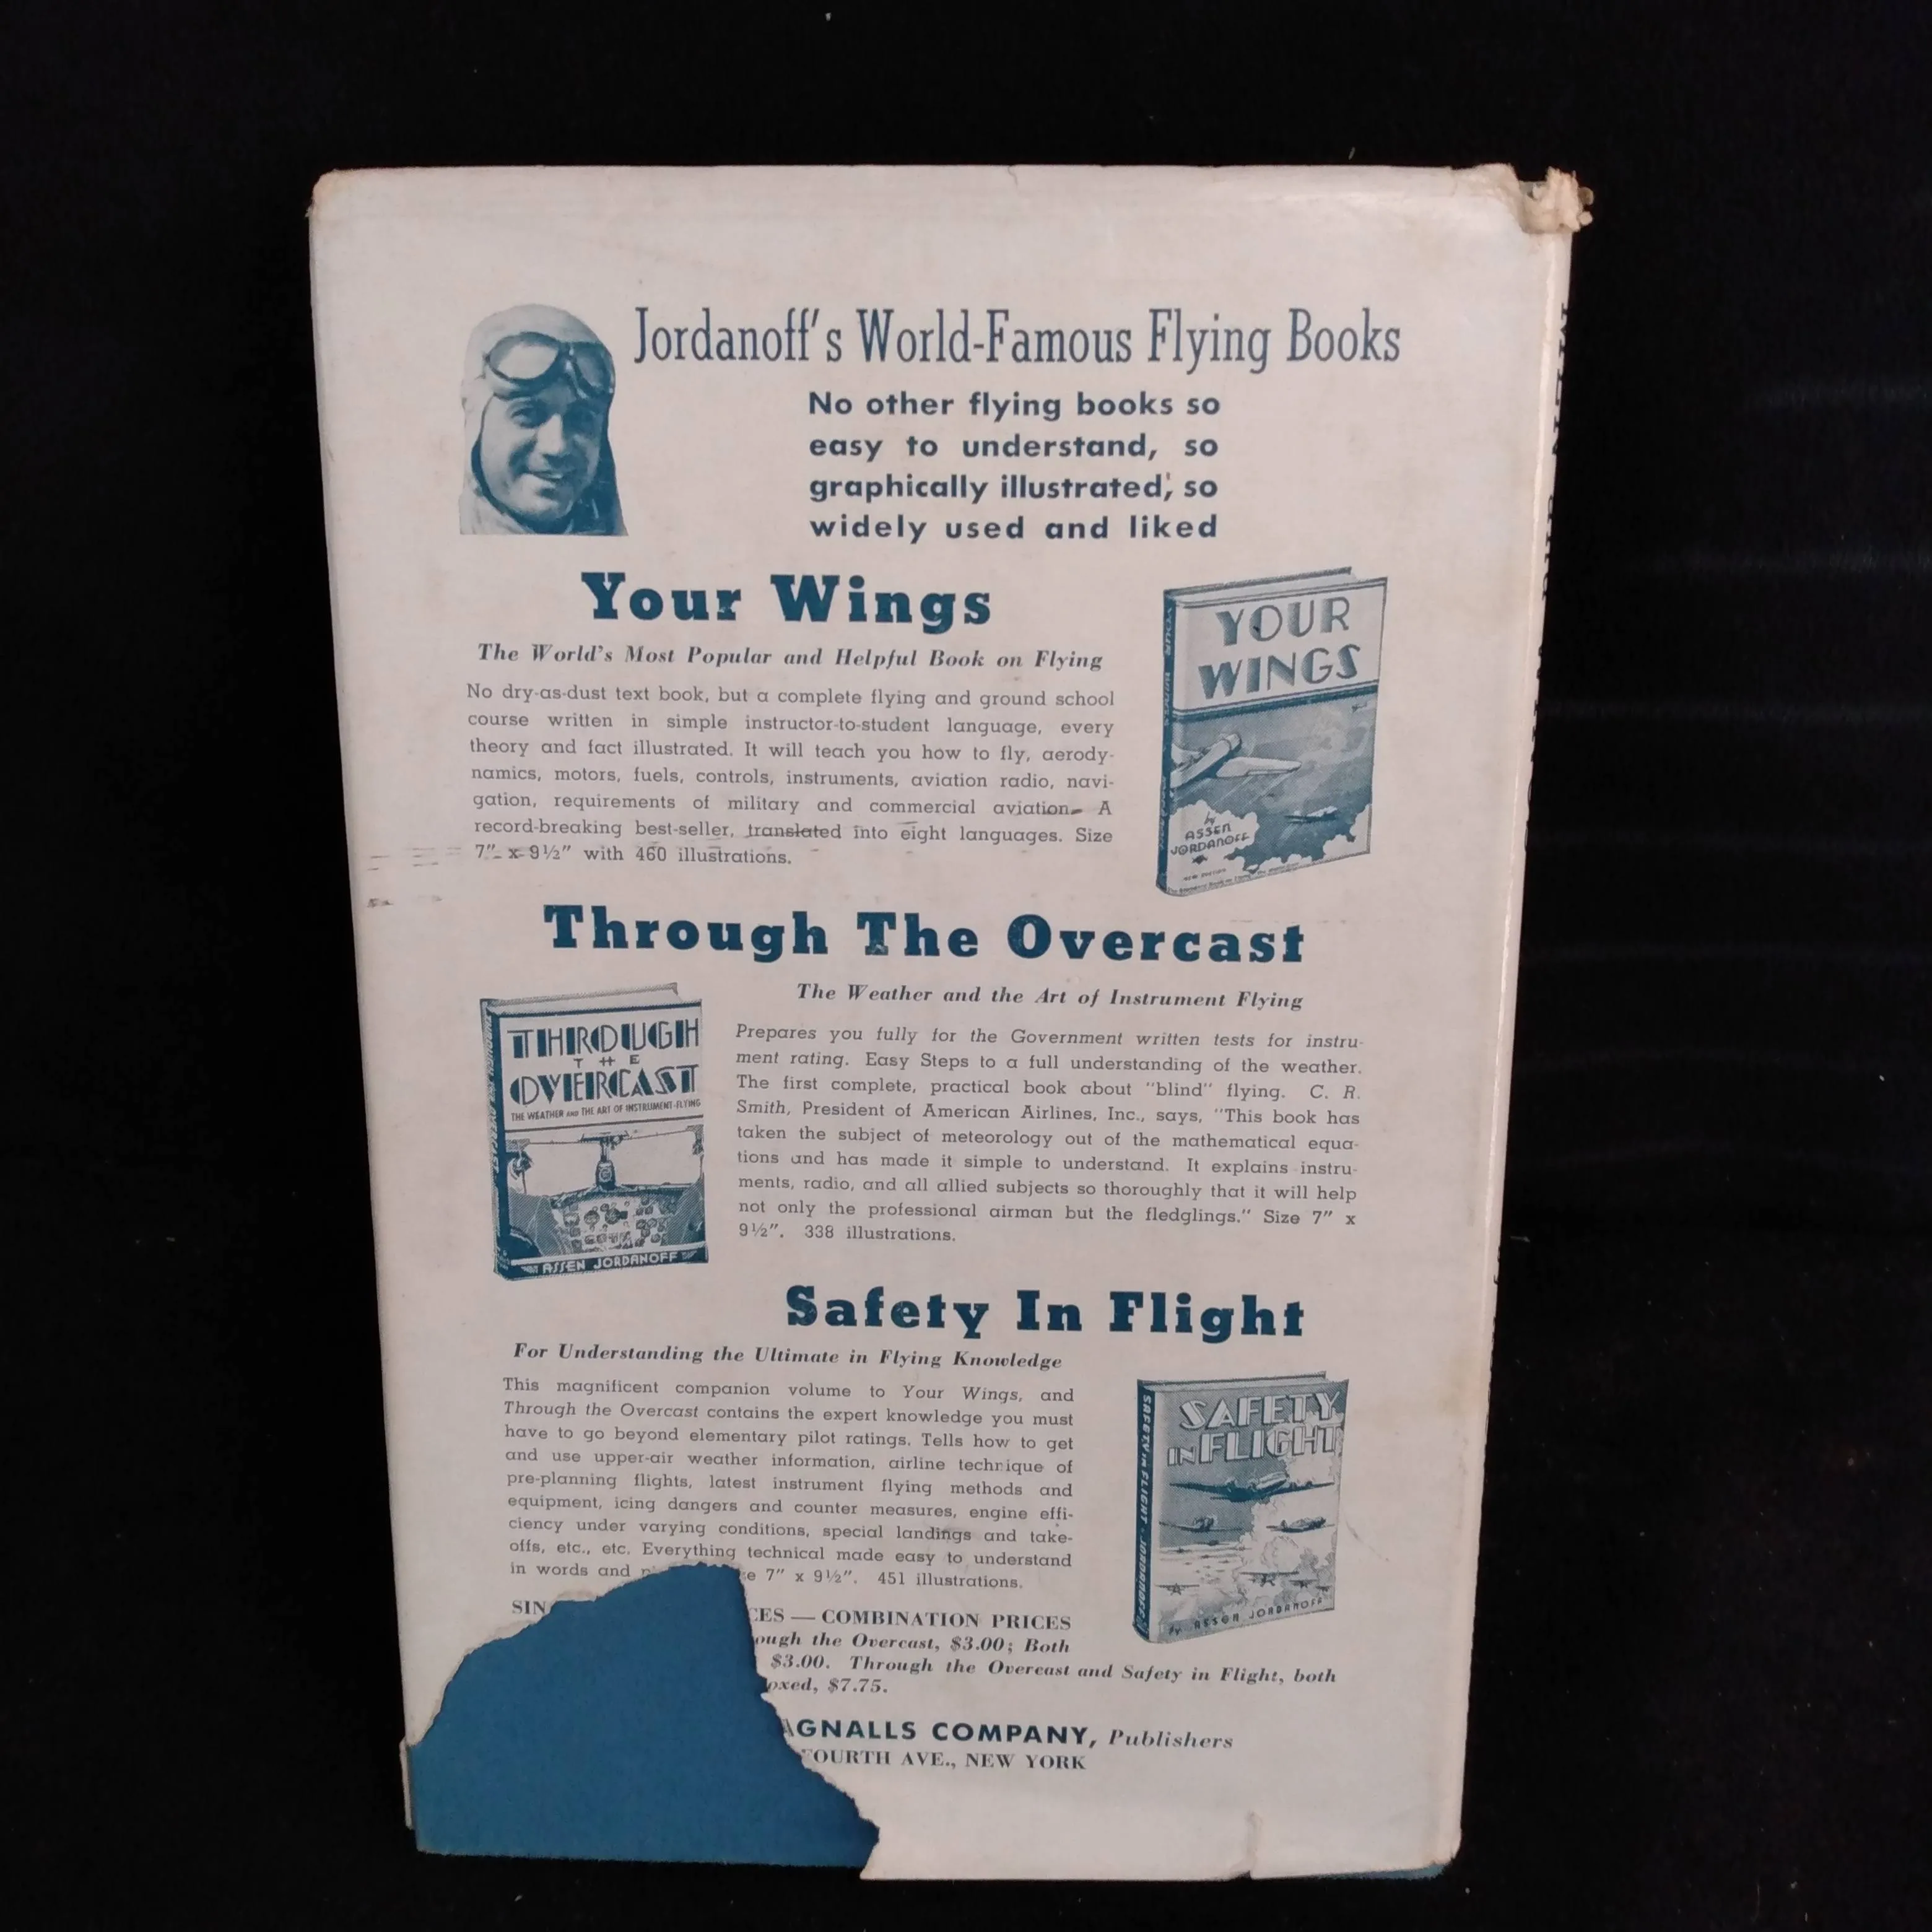 Jordanoff's World-Famous Flying Books
No other flying books so
easy to understand, so
graphically illustrated, so
widely used and liked
Your Wings
The World's Most Popular and Helpful Book on Flying
No dry-as-dust text book, but a complete flying and ground school
course written in simple instructor-to-student language, every
theory and fact illustrated. It will teach you how to fly, aerody-
namics, motors, fuels, controls, instruments, aviation radio, navi-
gation, requirements of military and commercial aviation. A
record-breaking best-seller, translated into eight languages. Size
7" x 9½" with 460 illustrations.
YOUR
WINGS
by
ASSEN
JORDANOFF
NEW EDITION
Through The Overcast
The Weather and the Art of Instrument Flying
Prepares you fully for the Government written tests for instru-
ment rating. Easy Steps to a full understanding of the weather.
The first complete, practical book about "blind" flying. C. R.
Smith, President of American Airlines, Inc., says, "This book has
taken the subject of meteorology out of the mathematical equa-
tions and has made it simple to understand. It explains instru-
ments, radio, and all allied subjects so thoroughly that it will help
not only the professional airman but the fledglings." Size 7" x
9½". 338 illustrations.
THROUGH
THE
OVERCAST
THE WEATHER AND THE ART OF INSTRUMENT FLYING
ASSEN JORDANOFF
Safety In Flight
For Understanding the Ultimate in Flying Knowledge
This magnificent companion volume to Your Wings, and
Through the Overcast contains the expert knowledge you must
have to go beyond elementary pilot ratings. Tells how to get
and use upper-air weather information, airline technique of
pre-planning flights, latest instrument flying methods and
equipment, icing dangers and counter measures, engine effi-
ciency under varying conditions, special landings and take-
offs, etc., etc. Everything technical made easy to understand
in words and 7" x 9½". 451 illustrations.
SAFETY
IN FLIGHT
SAFETY IN FLIGHT · JORDANOFF
By ASSEN JORDANOFF
SIN CES — COMBINATION PRICES
ough the Overcast, $3.00; Both
$3.00. Through the Overcast and Safety in Flight, both
oxed, $7.75.
AGNALLS COMPANY, Publishers
FOURTH AVE., NEW YORK